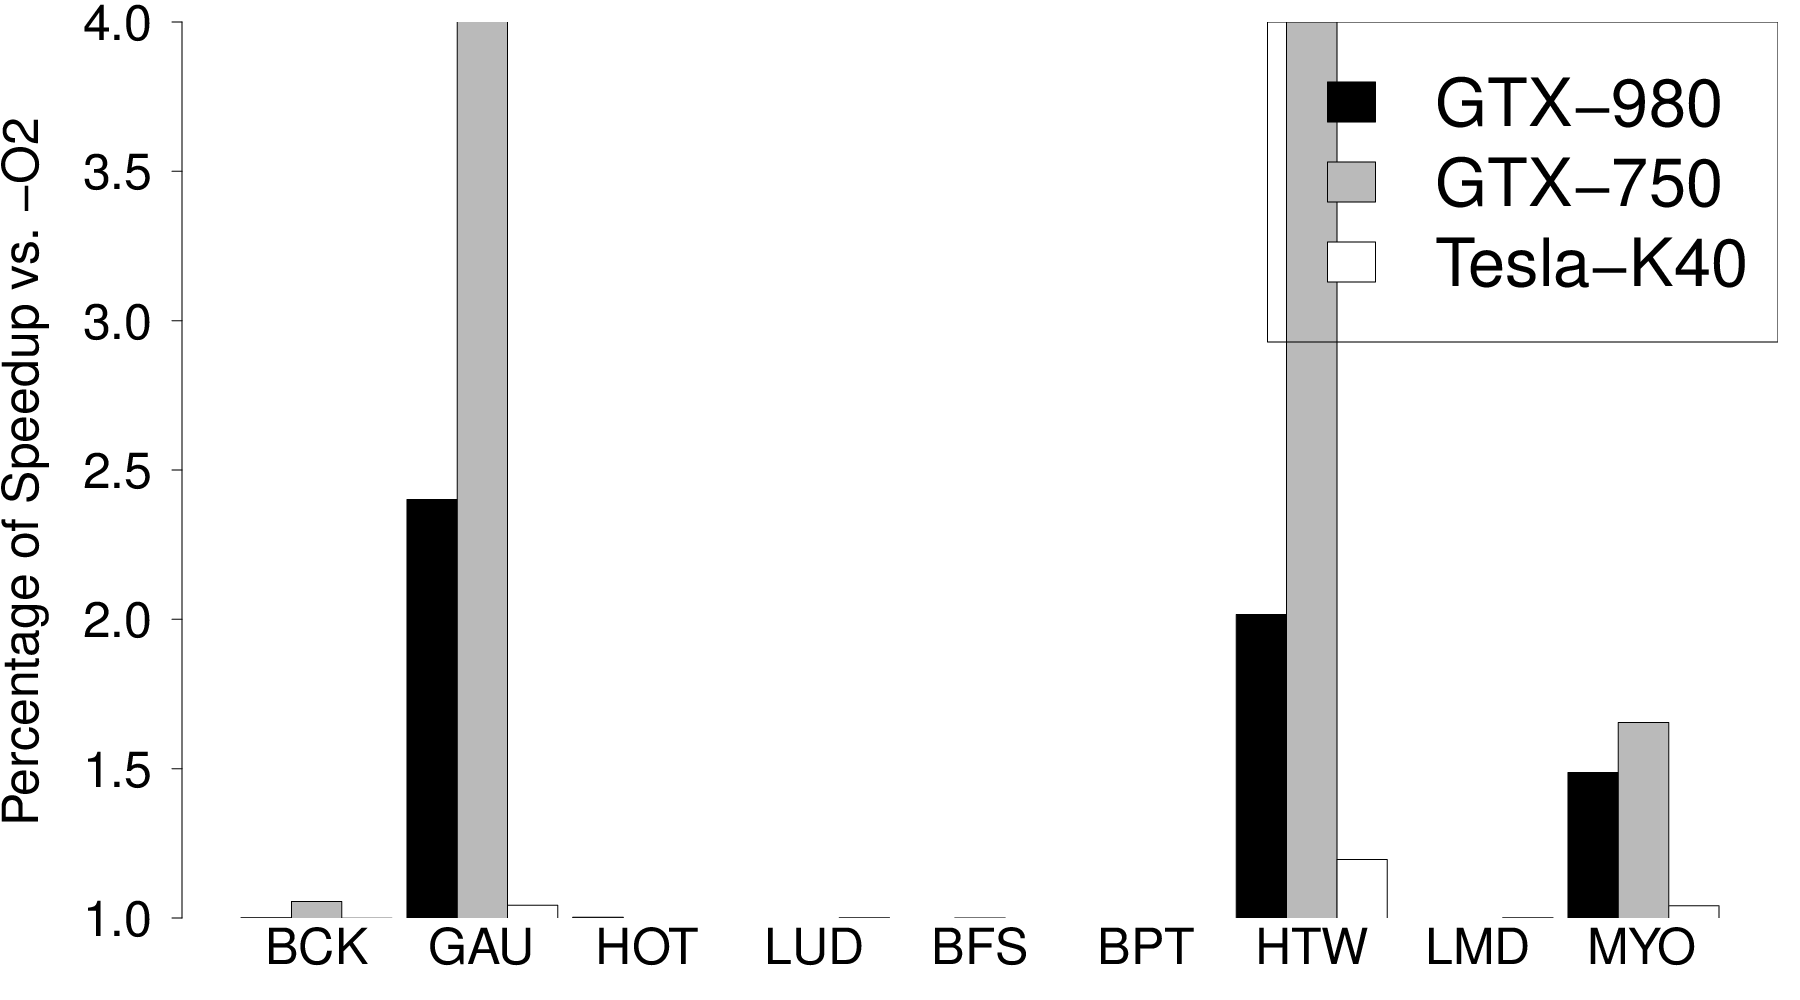 Percentage of Speedup vs. −O2
4.0
3.5
3.0
2.5
2.0
1.5
1.0
GTX−980
GTX−750
Tesla−K40
BCK GAU HOT LUD BFS BPT HTW LMD MYO